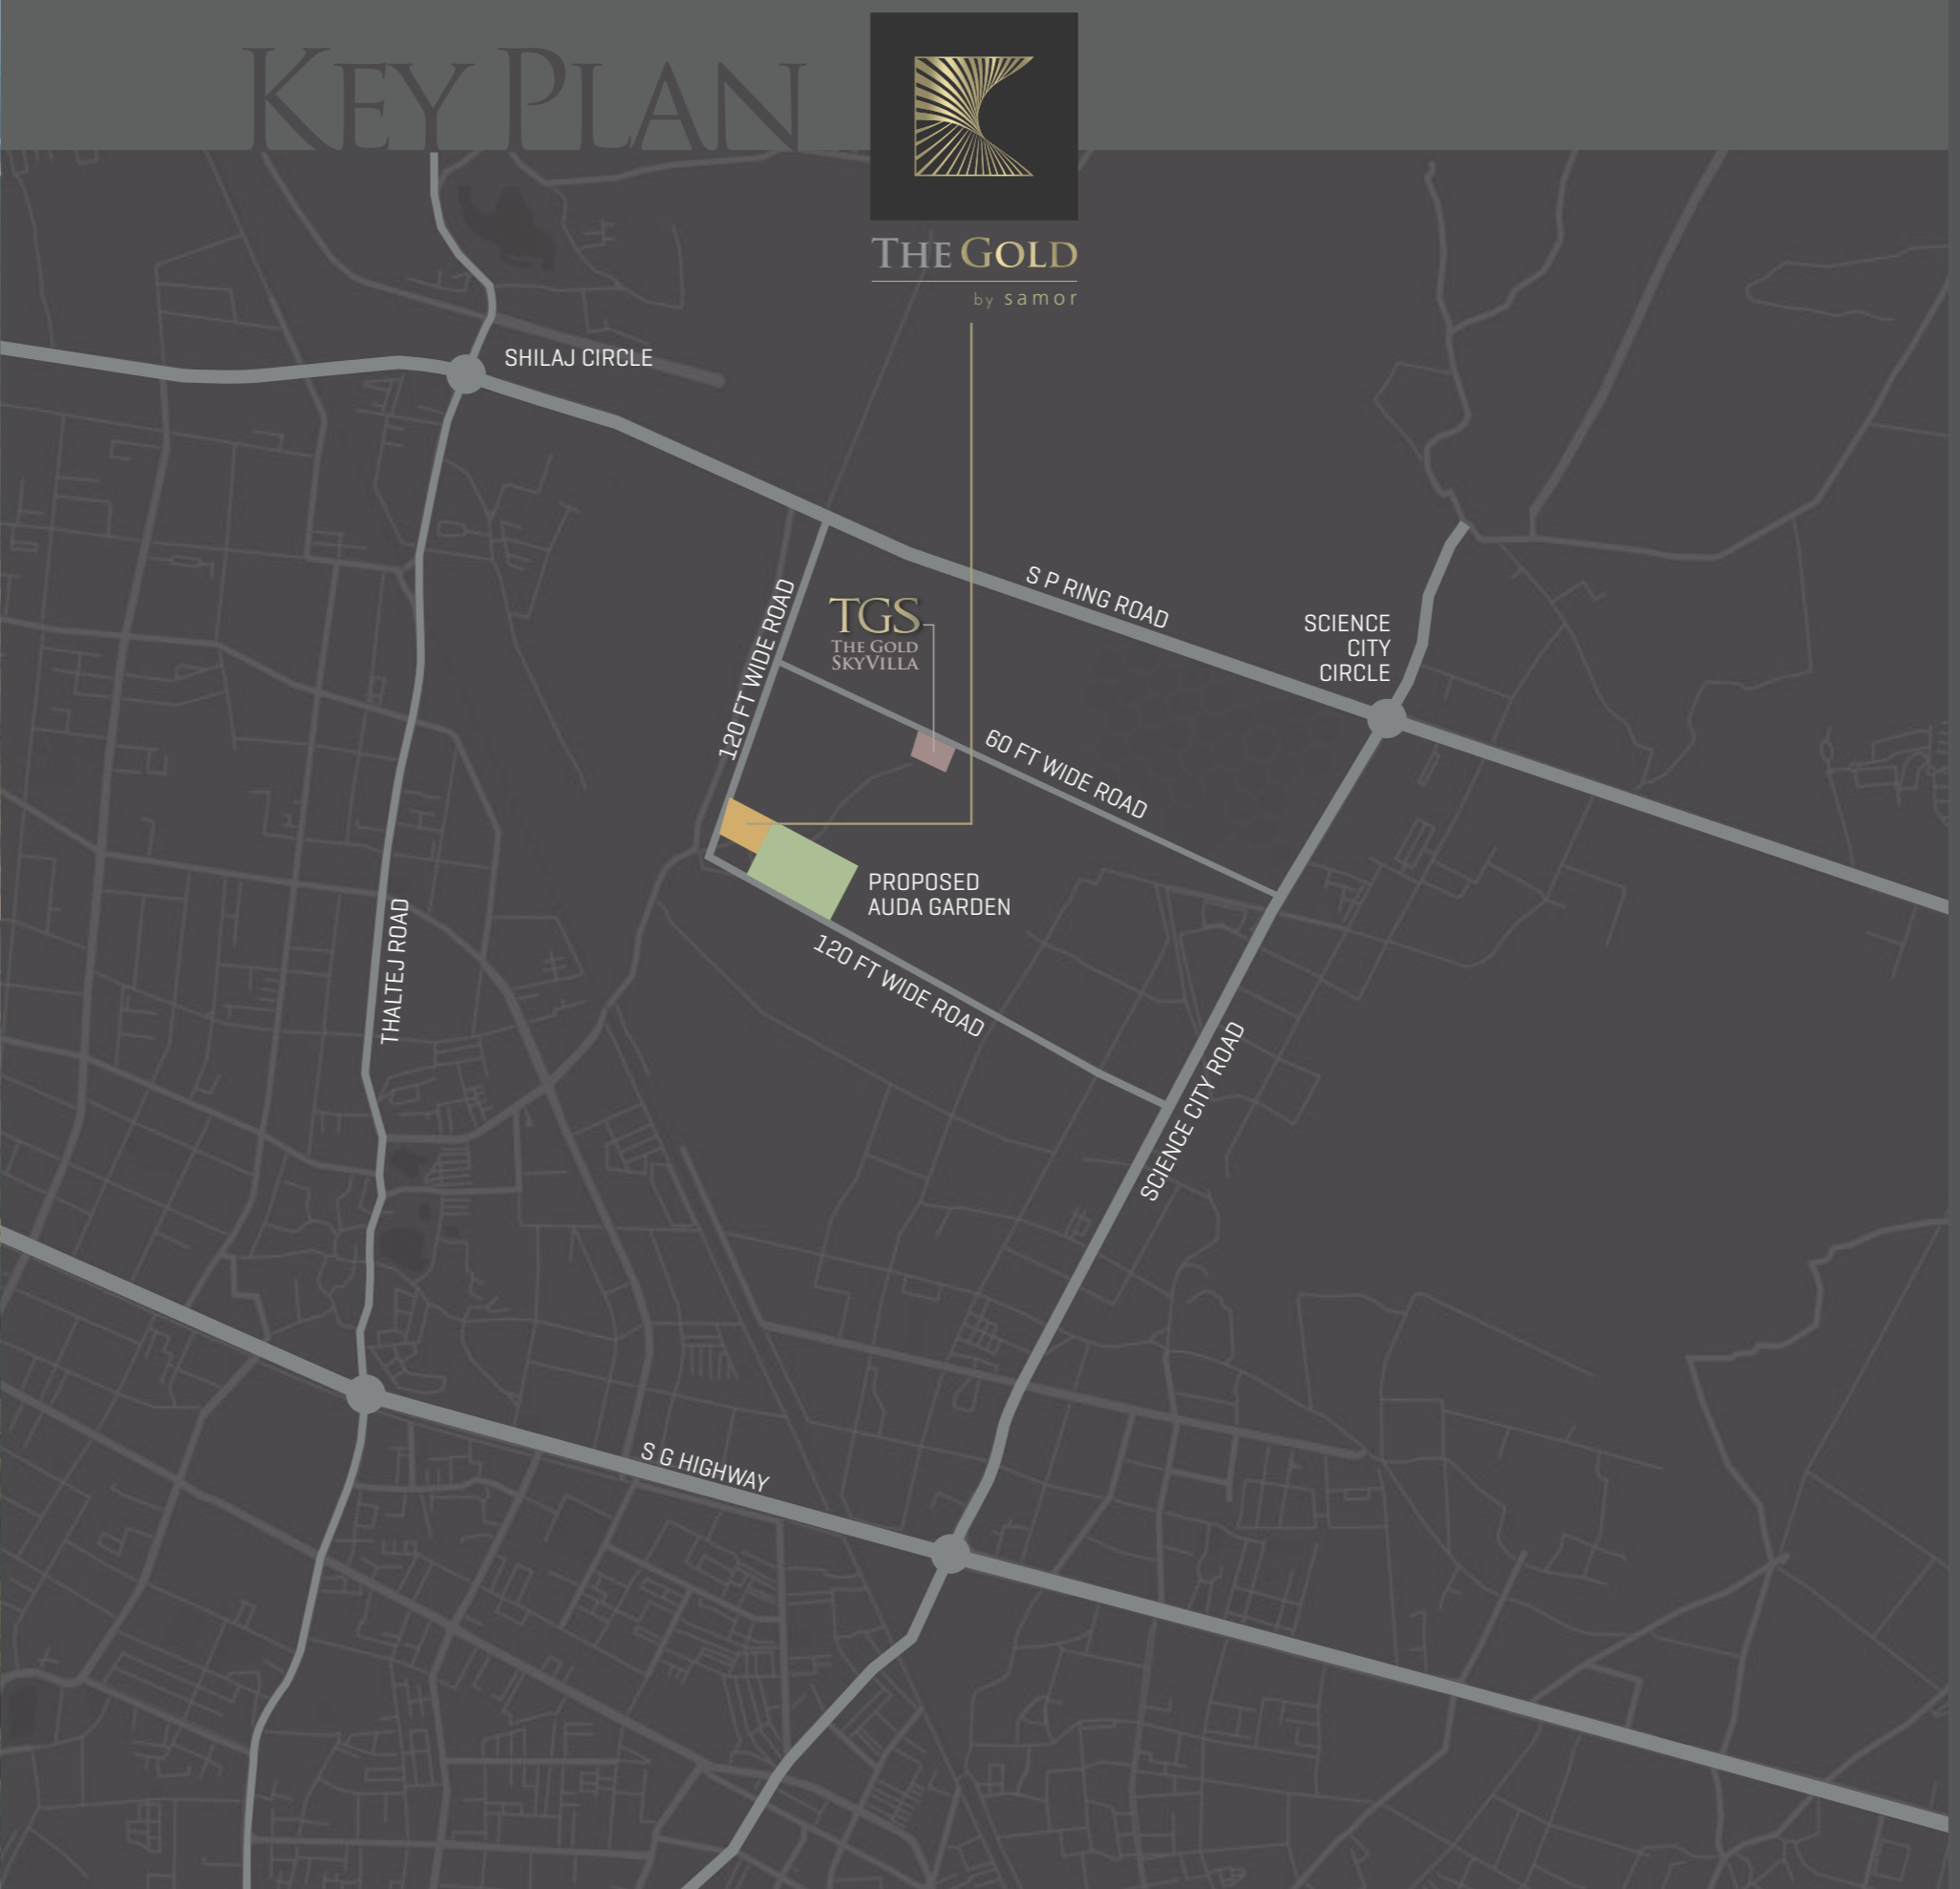 KEY PLAN
THE GOLD
by samor
SHILAJ CIRCLE
S P RING ROAD
120 FT WIDE ROAD
TGS
THE GOLD
SKYVILLA
SCIENCE
CITY
CIRCLE
60 FT WIDE ROAD
PROPOSED
AUDA GARDEN
120 FT WIDE ROAD
THALTEJ ROAD
SCIENCE CITY ROAD
S G HIGHWAY